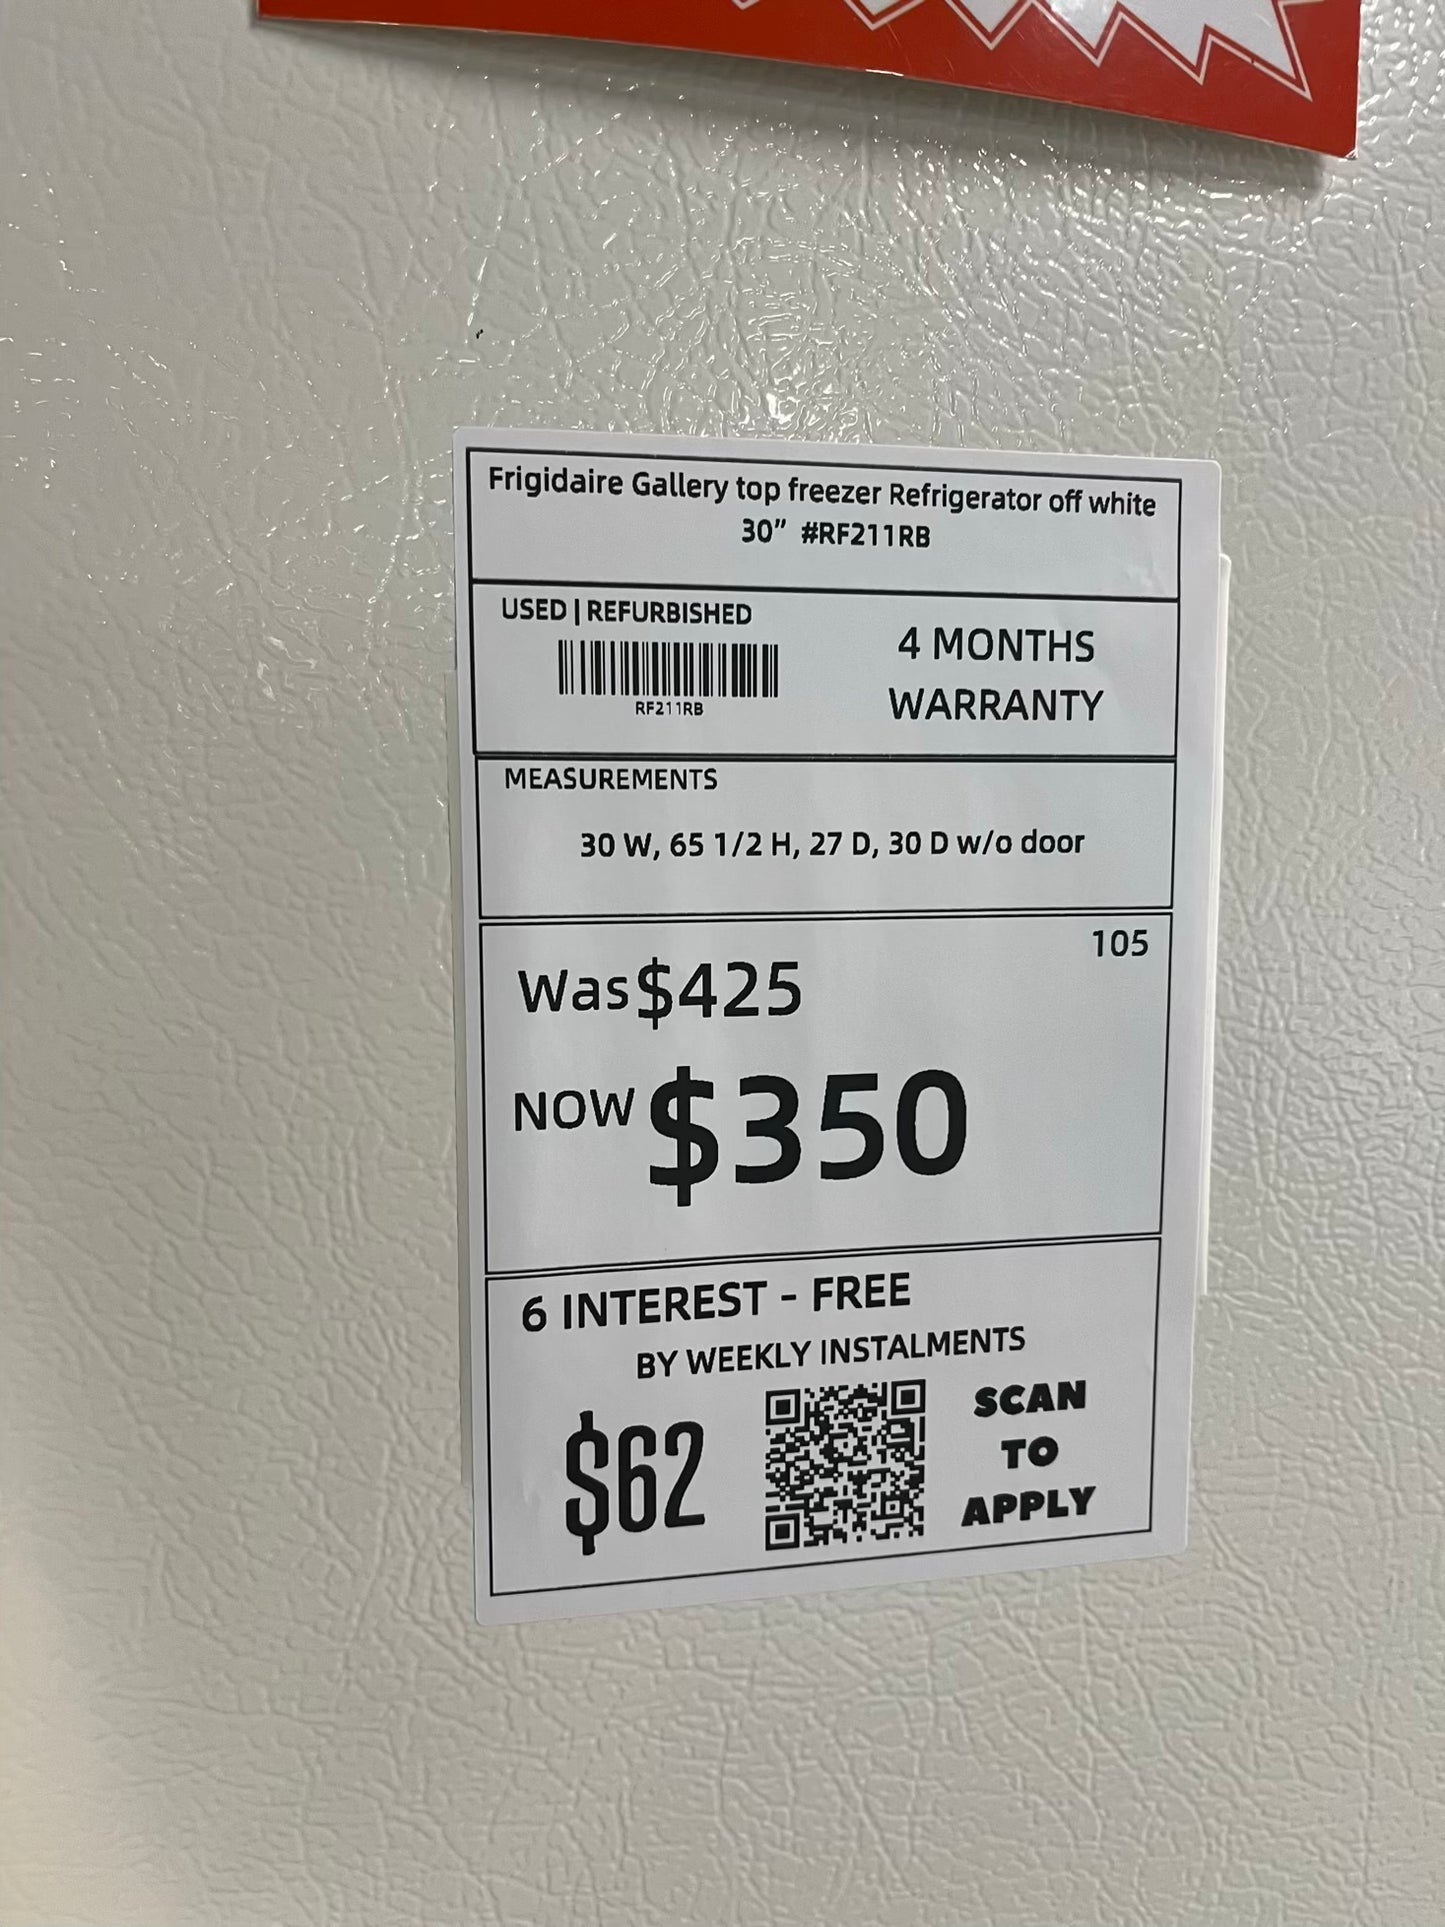 Frigidaire Gallery top freezer Refrigerator off white
30” #RF211RB
USED | REFURBISHED
RF211RB
4 MONTHS
WARRANTY
MEASUREMENTS
30 W, 65 1/2 H, 27 D, 30 D w/o door
105
Was $425
NOW $350
6 INTEREST - FREE
BY WEEKLY INSTALMENTS
$62
SCAN
TO
APPLY